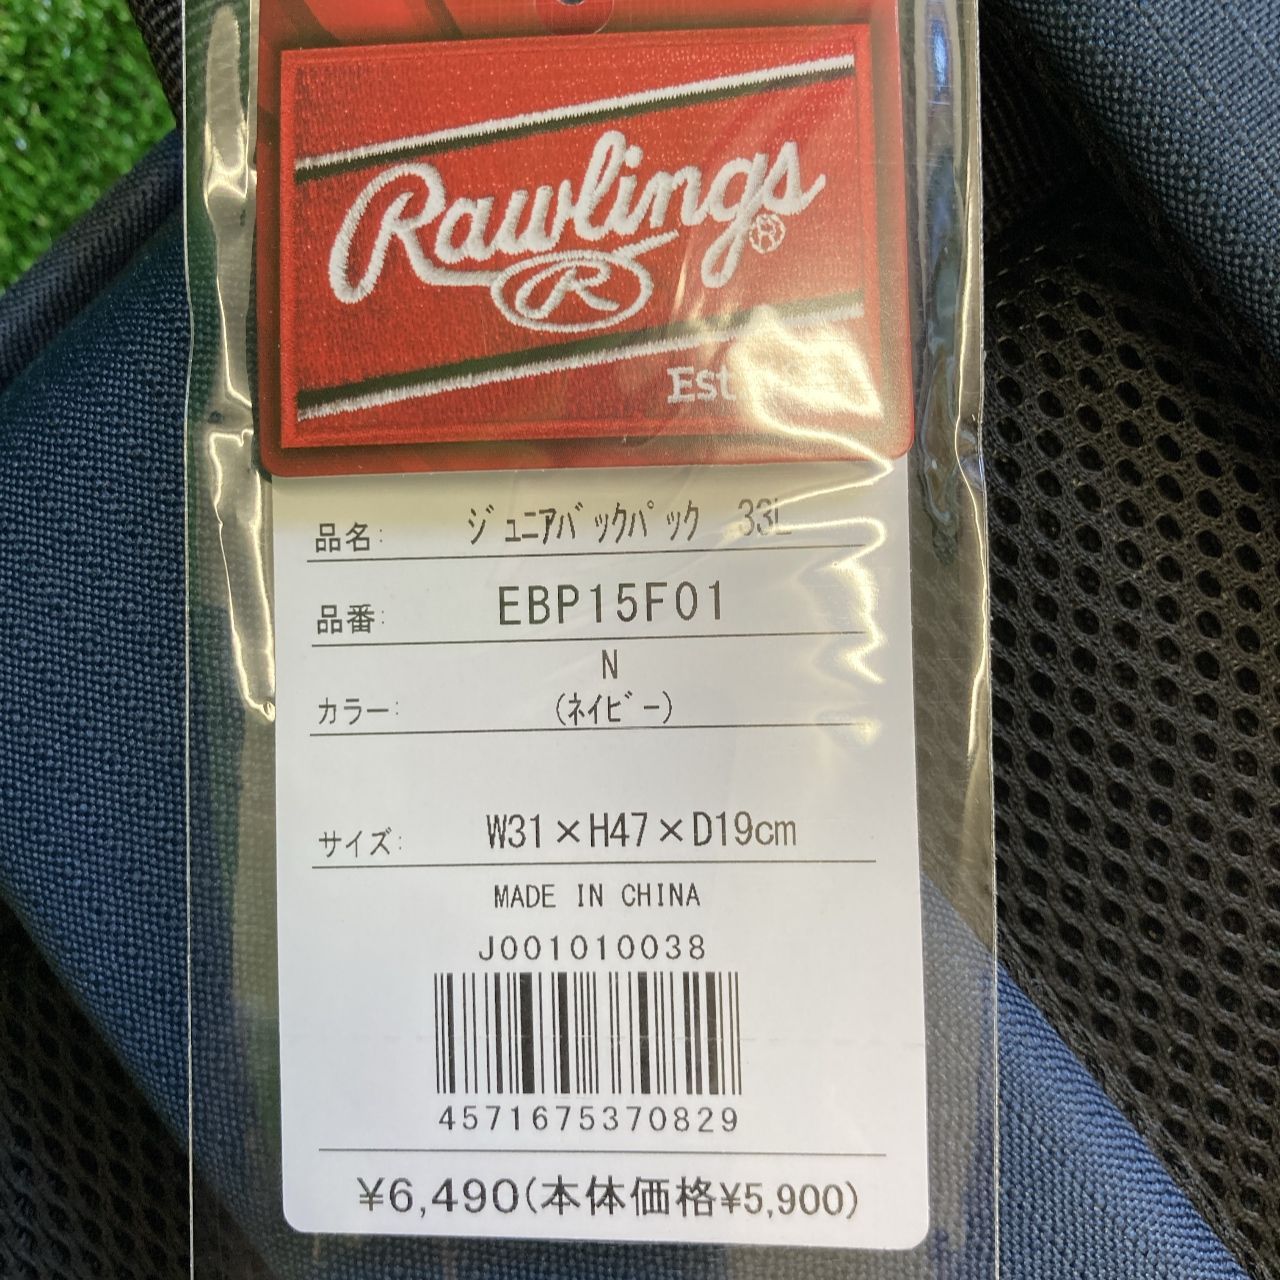 Rawlings
R
Est
品名: ジュニアバックパック 33L
品番: EBP15F01
N
カラー: (ネイビー)
サイズ: W31×H47×D19cm
MADE IN CHINA
J001010038
4571675370829
¥6,490(本体価格¥5,900)